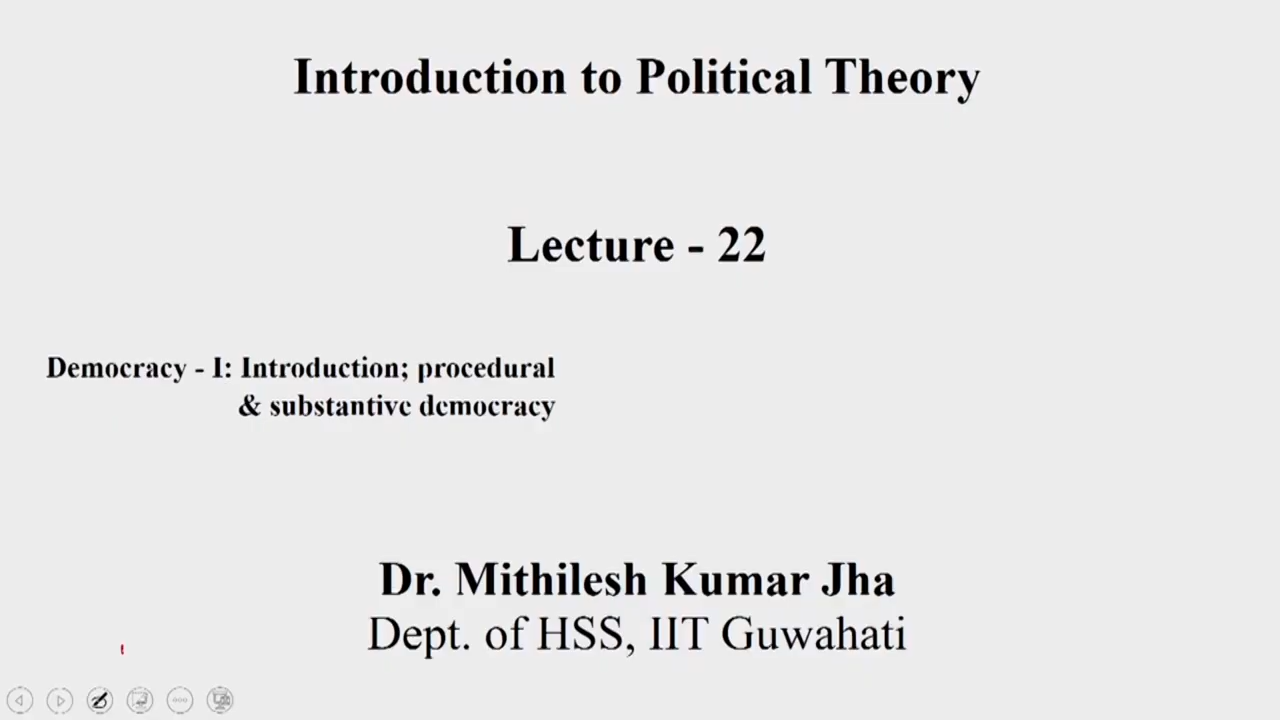 Introduction to Political Theory
Lecture - 22
Democracy - I: Introduction; procedural
& substantive democracy
Dr. Mithilesh Kumar Jha
Dept. of HSS, IIT Guwahati